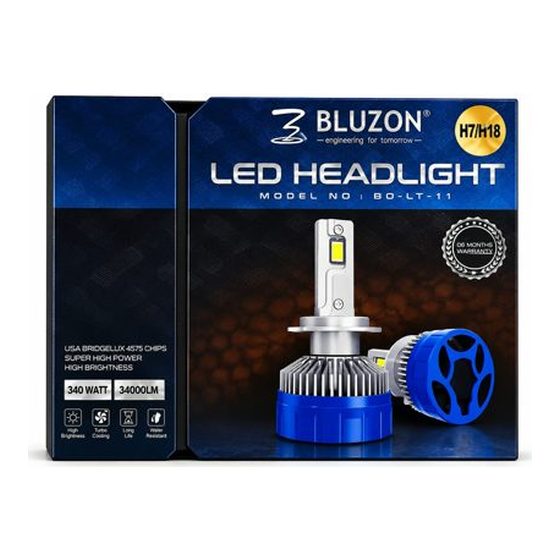 BLUZON®
engineering for tomorrow
H7/H18
LED HEADLIGHT
MODEL NO : BO-LT-11
06 MONTHS
WARRANTY
USA BRIDGELUX 4575 CHIPS
SUPER HIGH POWER
HIGH BRIGHTNESS
340 WATT 34000LM
High
Brightness
Turbo
Cooling
Long
Life
Water
Resistant